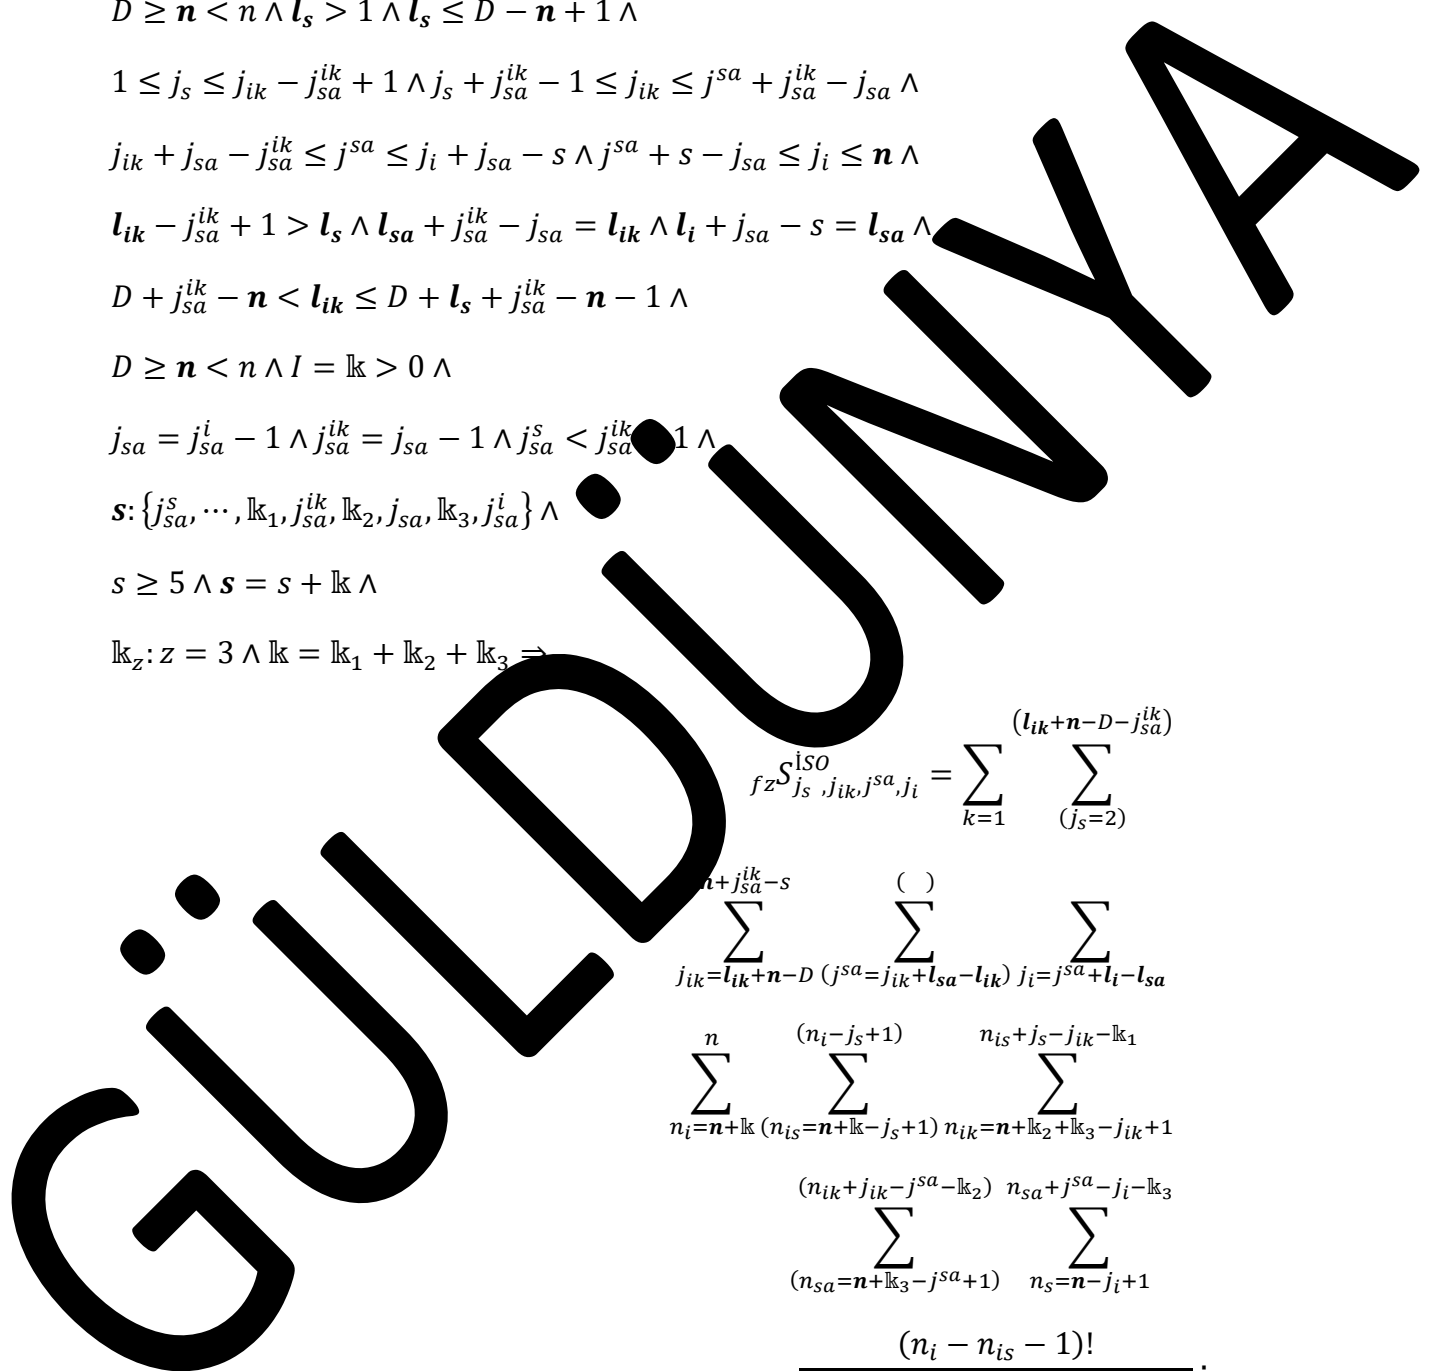 D ≥ 𝒏 < n ∧ 𝒍ₛ > 1 ∧ 𝒍ₛ ≤ D − 𝒏 + 1 ∧
1 ≤ j_s ≤ j_{ik} − j_{sa}^{ik} + 1 ∧ j_s + j_{sa}^{ik} − 1 ≤ j_{ik} ≤ j^{sa} + j_{sa}^{ik} − j_{sa} ∧
j_{ik} + j_{sa} − j_{sa}^{ik} ≤ j^{sa} ≤ j_i + j_{sa} − s ∧ j^{sa} + s − j_{sa} ≤ j_i ≤ 𝒏 ∧
𝒍_{ik} − j_{sa}^{ik} + 1 > 𝒍_s ∧ 𝒍_{sa} + j_{sa}^{ik} − j_{sa} = 𝒍_{ik} ∧ 𝒍_i + j_{sa} − s = 𝒍_{sa} ∧
D + j_{sa}^{ik} − 𝒏 < 𝒍_{ik} ≤ D + 𝒍_s + j_{sa}^{ik} − 𝒏 − 1 ∧
D ≥ 𝒏 < n ∧ I = 𝕜 > 0 ∧
j_{sa} = j_{sa}^i − 1 ∧ j_{sa}^{ik} = j_{sa} − 1 ∧ j_{sa}^s < j_{sa}^{ik} 1 ∧
𝒔: {j_{sa}^s, ⋯, 𝕜_1, j_{sa}^{ik}, 𝕜_2, j_{sa}, 𝕜_3, j_{sa}^i} ∧
s ≥ 5 ∧ 𝒔 = s + 𝕜 ∧
𝕜_z: z = 3 ∧ 𝕜 = 𝕜_1 + 𝕜_2 + 𝕜_3 ⇒
_{fz}S_{j_s,j_{ik},j^{sa},j_i}^{İSO} = ∑_{k=1} ∑_{(j_s=2)}^{(𝒍_{ik}+𝒏−D−j_{sa}^{ik})}
∑_{j_{ik}=𝒍_{ik}+𝒏−D}^{𝒏+j_{sa}^{ik}−s} ∑_{(j^{sa}=j_{ik}+𝒍_{sa}−𝒍_{ik})}^{( )} ∑_{j_i=j^{sa}+𝒍_i−𝒍_{sa}}
∑_{n_i=𝒏+𝕜}^{n} ∑_{(n_{is}=𝒏+𝕜−j_s+1)}^{(n_i−j_s+1)} ∑_{n_{ik}=𝒏+𝕜_2+𝕜_3−j_{ik}+1}^{n_{is}+j_s−j_{ik}−𝕜_1}
∑_{(n_{sa}=𝒏+𝕜_3−j^{sa}+1)}^{(n_{ik}+j_{ik}−j^{sa}−𝕜_2)} ∑_{n_s=𝒏−j_i+1}^{n_{sa}+j^{sa}−j_i−𝕜_3}
(n_i − n_{is} − 1)! .
GÜLDÜNYA